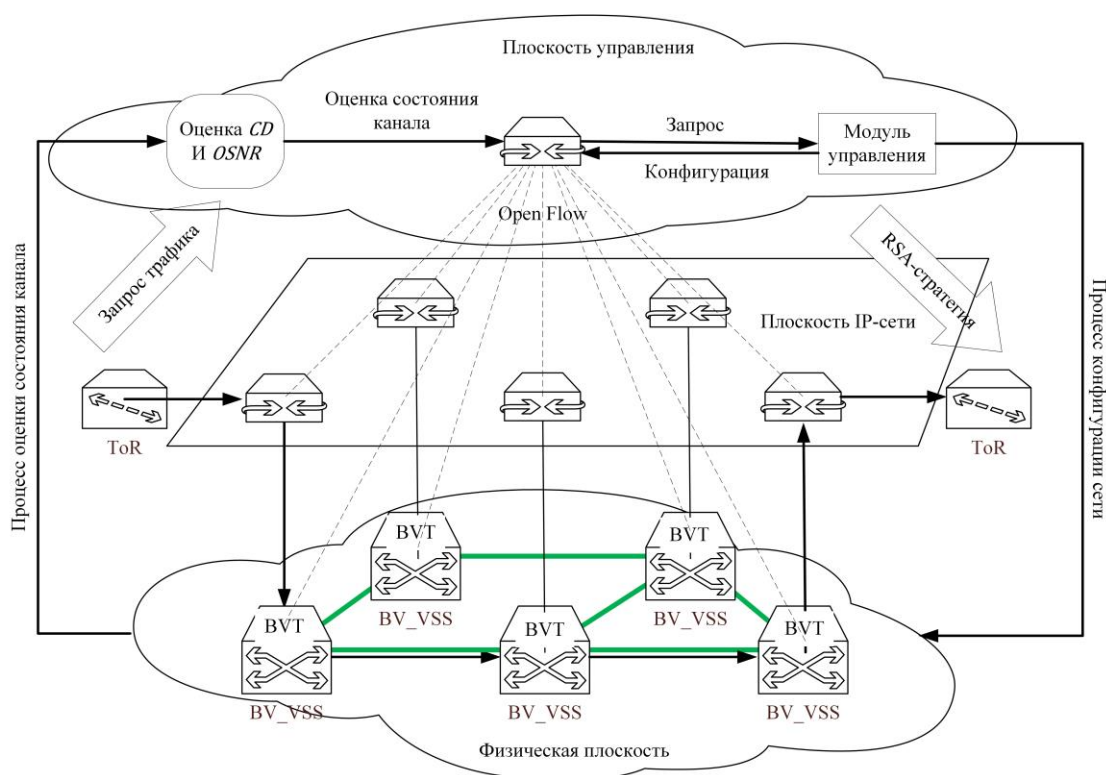 Плоскость управления
Оценка CD
И OSNR
Оценка состояния
канала
Запрос
Конфигурация
Модуль
управления
Open Flow
Запрос трафика
RSA-стратегия
Процесс оценки состояния канала
Процесс конфигурации сети
Плоскость IP-сети
ToR
ToR
BVT
BVT
BV_VSS
BV_VSS
BVT
BVT
BVT
BV_VSS
BV_VSS
BV_VSS
Физическая плоскость